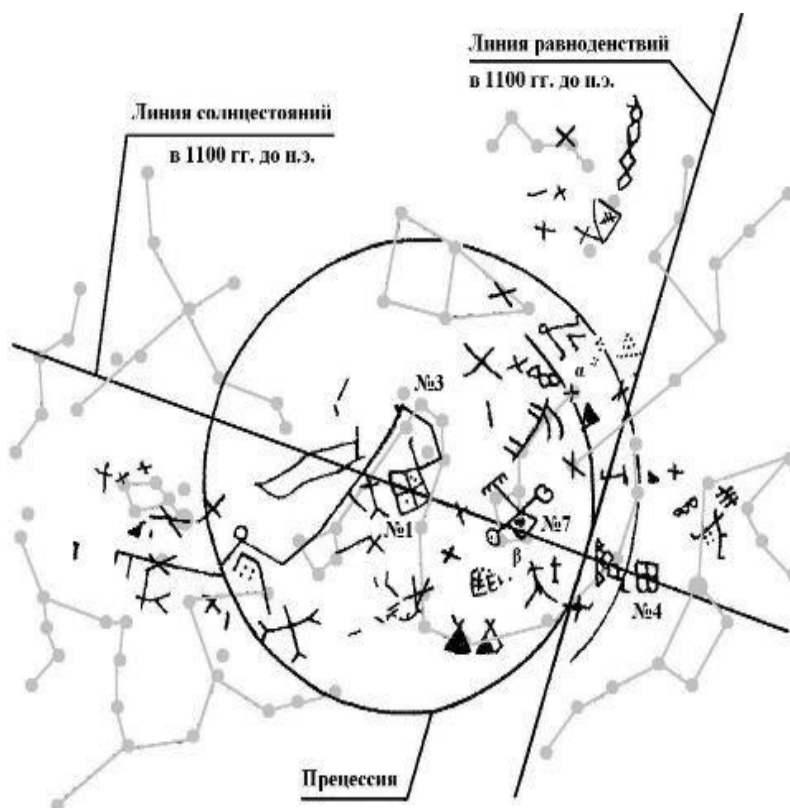 Линия равноденствий
в 1100 гг. до н.э.
Линия солнцестояний
в 1100 гг. до н.э.
№3
α
№1
№7
β
№4
Прецессия